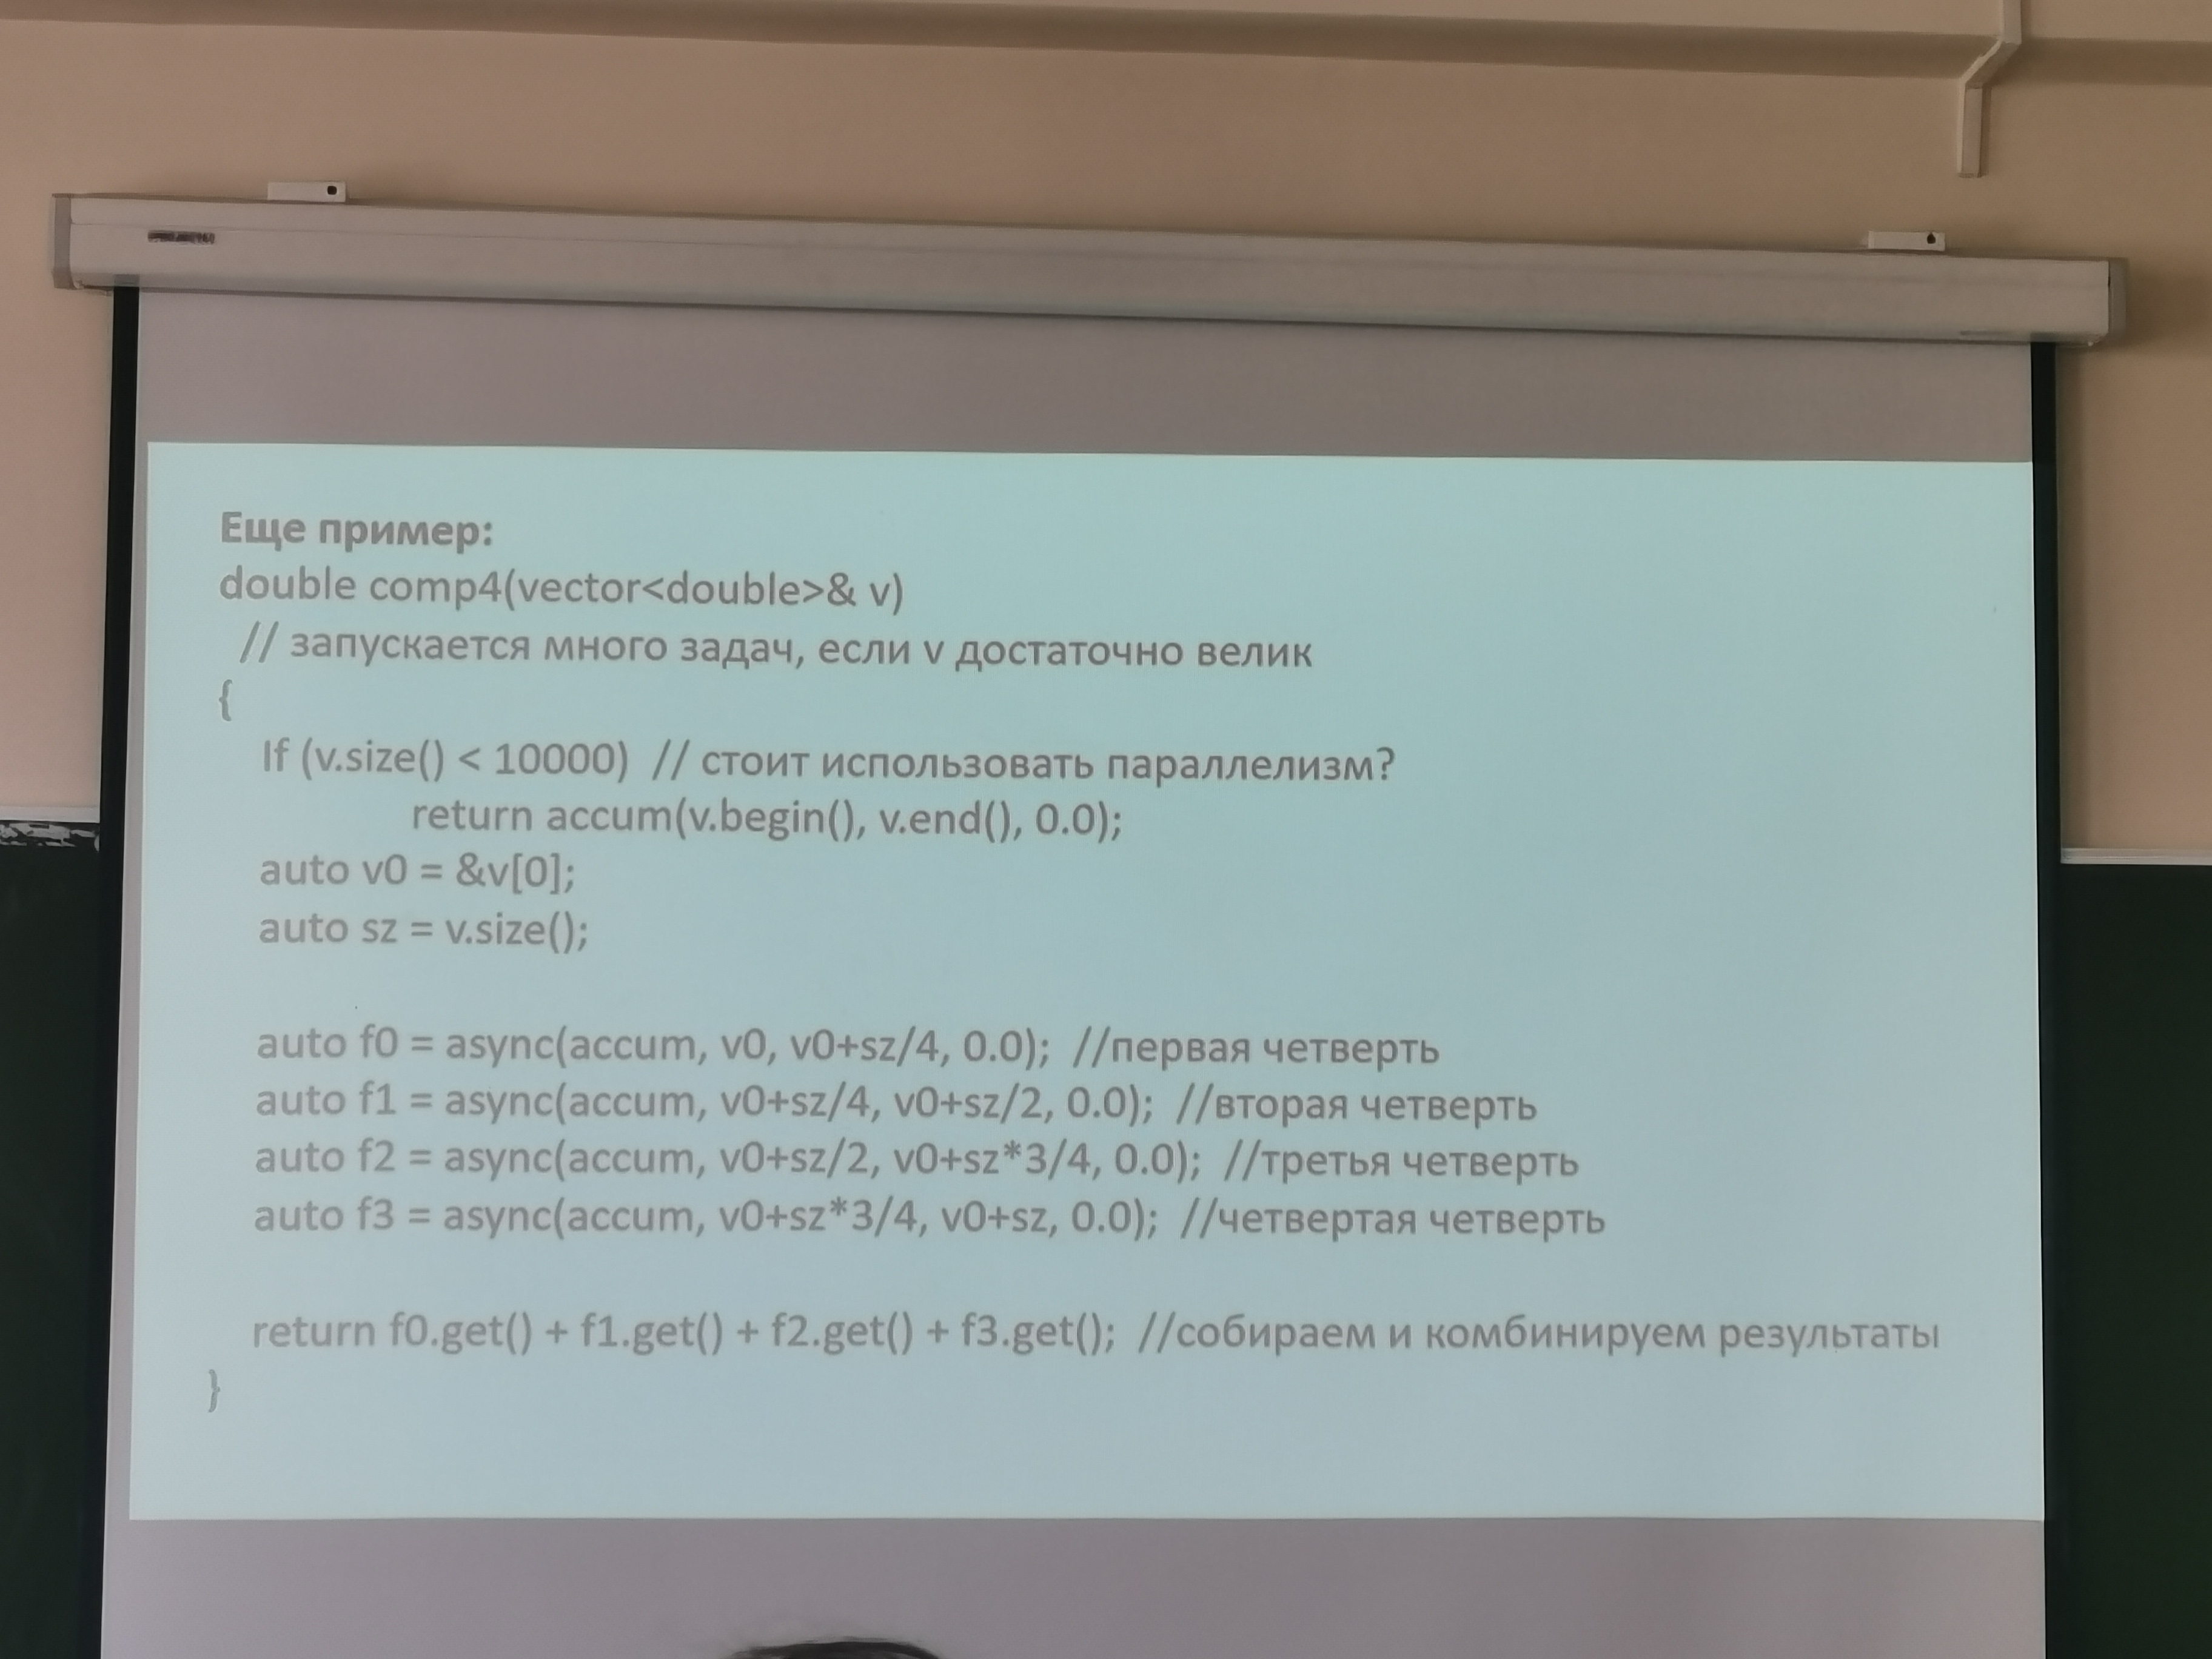 Еще пример:
double comp4(vector<double>& v)
// запускается много задач, если v достаточно велик
{
If (v.size() < 10000) // стоит использовать параллелизм?
return accum(v.begin(), v.end(), 0.0);
auto v0 = &v[0];
auto sz = v.size();
auto f0 = async(accum, v0, v0+sz/4, 0.0); //первая четверть
auto f1 = async(accum, v0+sz/4, v0+sz/2, 0.0); //вторая четверть
auto f2 = async(accum, v0+sz/2, v0+sz*3/4, 0.0); //третья четверть
auto f3 = async(accum, v0+sz*3/4, v0+sz, 0.0); //четвертая четверть
return f0.get() + f1.get() + f2.get() + f3.get(); //собираем и комбинируем результаты
}